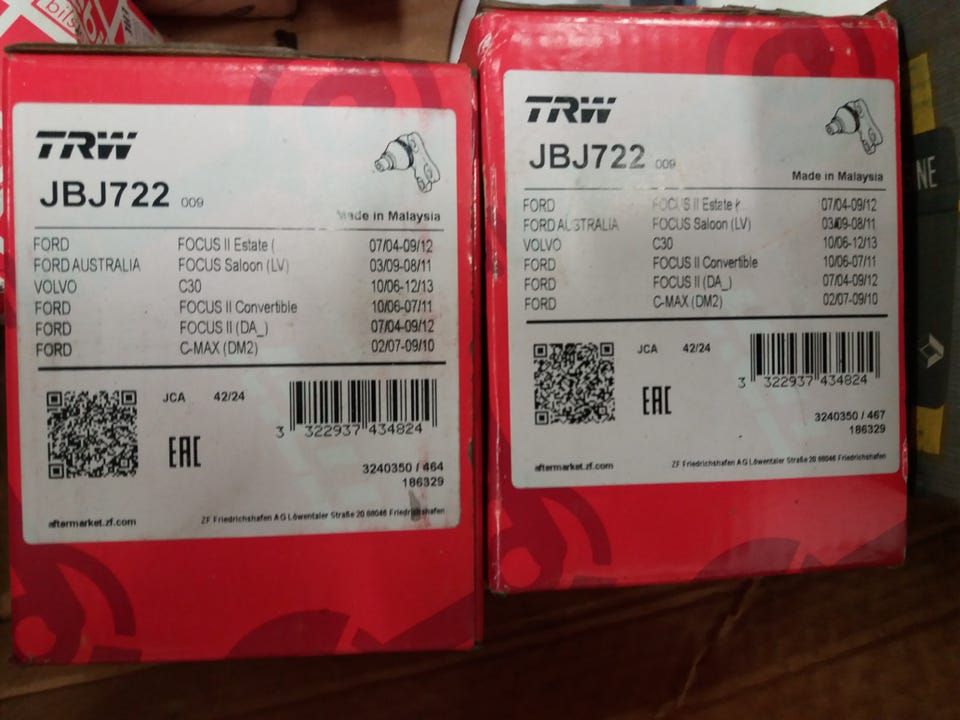 bilst
TRW
JBJ722 009
Made in Malaysia
FORD FOCUS II Estate ( 07/04-09/12
FORD AUSTRALIA FOCUS Saloon (LV) 03/09-08/11
VOLVO C30 10/06-12/13
FORD FOCUS II Convertible 10/06-07/11
FORD FOCUS II (DA_) 07/04-09/12
FORD C-MAX (DM2) 02/07-09/10
JCA 42/24
EAC
3 322937 434824
3240350 / 464
186329
aftermarket.zf.com
ZF Friedrichshafen AG Löwentaler Straße 20 88046 Friedrichshafen
TRW
JBJ722 009
Made in Malaysia
FORD FOCUS II Estate ( 07/04-09/12
FORD AUSTRALIA FOCUS Saloon (LV) 03/09-08/11
VOLVO C30 10/06-12/13
FORD FOCUS II Convertible 10/06-07/11
FORD FOCUS II (DA_) 07/04-09/12
FORD C-MAX (DM2) 02/07-09/10
JCA 42/24
EAC
3 322937 434824
3240350 / 467
186329
aftermarket.zf.com
ZF Friedrichshafen AG Löwentaler Straße 20 88046 Friedrichshafen
NE